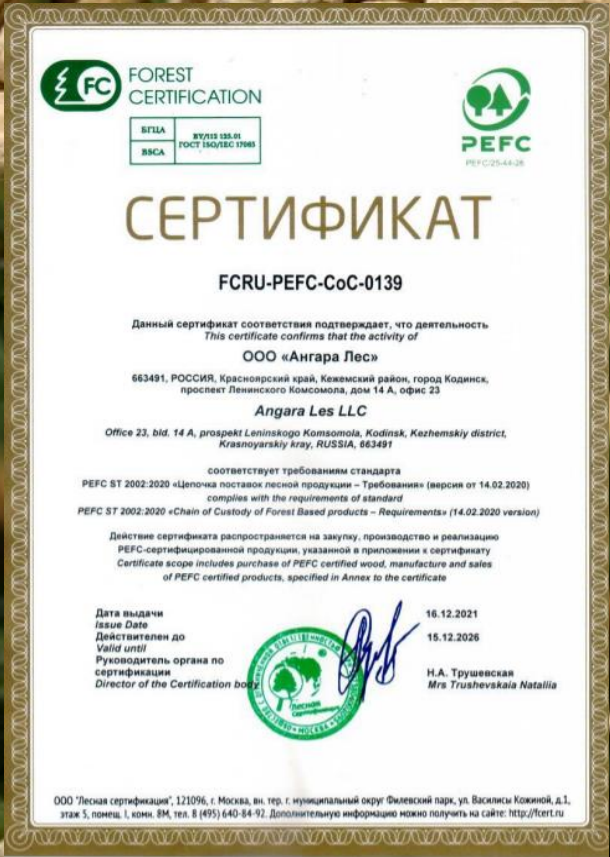 FC
FOREST
CERTIFICATION
БГЦА
BSCA
BY/112 125.01
ГОСТ ISO/IEC 17065
PEFC
PEFC/25-44-26
СЕРТИФИКАТ
FCRU-PEFC-CoC-0139
Данный сертификат соответствия подтверждает, что деятельность
This certificate confirms that the activity of
ООО «Ангара Лес»
663491, РОССИЯ, Красноярский край, Кежемский район, город Кодинск,
проспект Ленинского Комсомола, дом 14 А, офис 23
Angara Les LLC
Office 23, bld. 14 A, prospekt Leninskogo Komsomola, Kodinsk, Kezhemskiy district,
Krasnoyarskiy kray, RUSSIA, 663491
соответствует требованиям стандарта
PEFC ST 2002:2020 «Цепочка поставок лесной продукции – Требования» (версия от 14.02.2020)
complies with the requirements of standard
PEFC ST 2002:2020 «Chain of Custody of Forest Based products – Requirements» (14.02.2020 version)
Действие сертификата распространяется на закупку, производство и реализацию
PEFC-сертифицированной продукции, указанной в приложении к сертификату
Certificate scope includes purchase of PEFC certified wood, manufacture and sales
of PEFC certified products, specified in Annex to the certificate
Дата выдачи 16.12.2021
Issue Date
Действителен до 15.12.2026
Valid until
Руководитель органа по
сертификации Н.А. Трушевская
Director of the Certification body Mrs Trushevskaia Nataliia
Лесная
сертификация
МОСКВА
ООО "Лесная сертификация", 121096, г. Москва, вн. тер. г. муниципальный округ Филевский парк, ул. Василисы Кожиной, д.1,
этаж 5, помещ. I, комн. 8М, тел. 8 (495) 640-84-92. Дополнительную информацию можно получить на сайте: http://fcert.ru